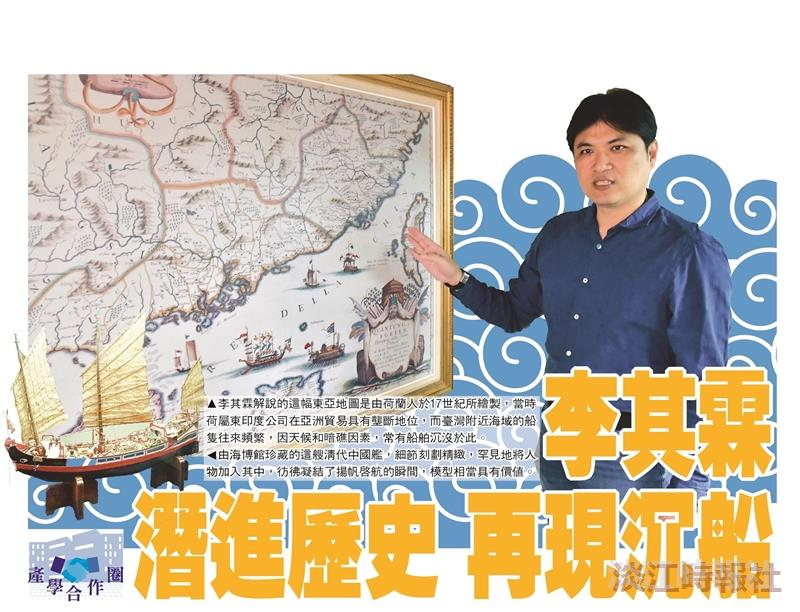 HUQUA
MARE DELLA CHINA
QUANTUNG,
E FOKIEN
▲李其霖解說的這幅東亞地圖是由荷蘭人於17世紀所繪製,當時
荷屬東印度公司在亞洲貿易具有壟斷地位,而臺灣附近海域的船
隻往來頻繁,因天候和暗礁因素,常有船舶沉沒於此。
◀由海博館珍藏的這艘清代中國艦,細節刻劃精緻,罕見地將人
物加入其中,彷彿凝結了揚帆啓航的瞬間,模型相當具有價值。
李其霖
潛進歷史 再現沉船
產學合作圈
淡江時報社